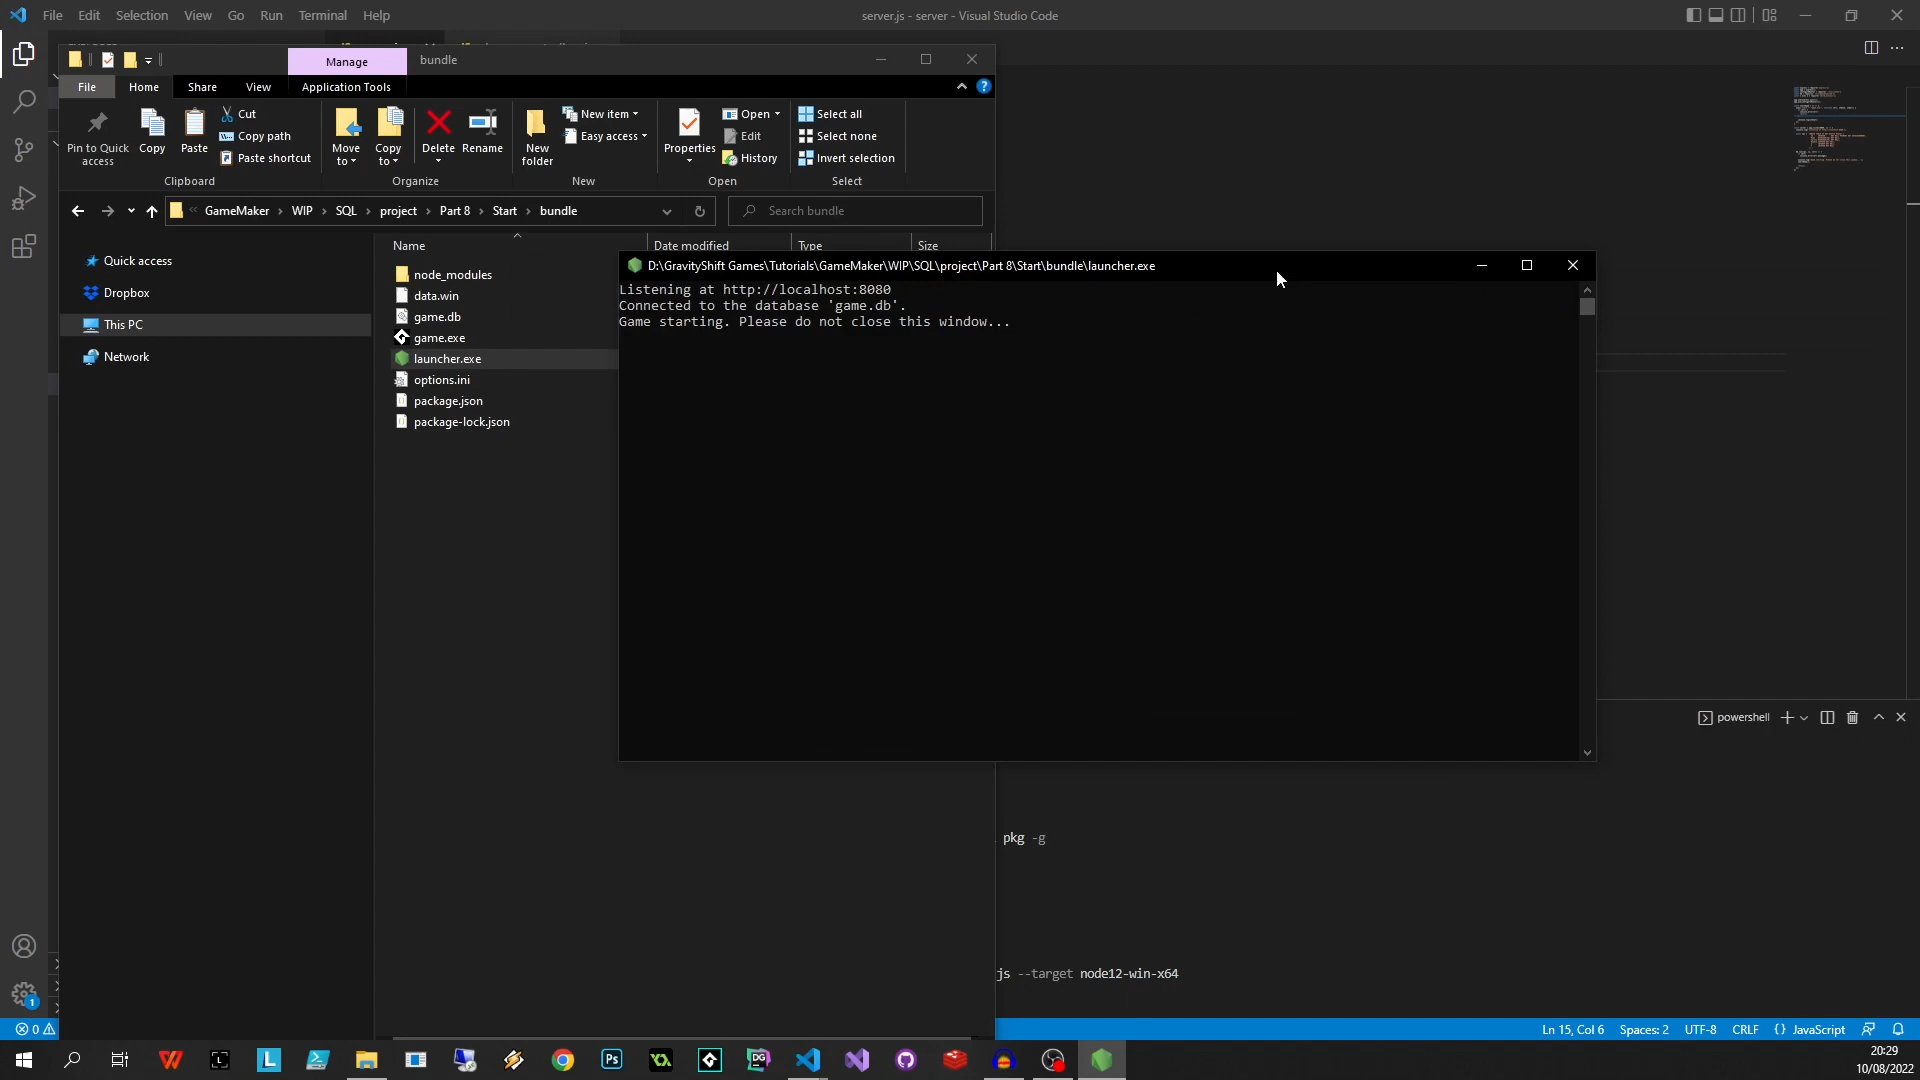 File Edit Selection View Go Run Terminal Help
server.js - server - Visual Studio Code
Manage
bundle
File Home Share View Application Tools
Pin to Quick access
Copy
Paste
Cut
Copy path
Paste shortcut
Clipboard
Move to
Copy to
Delete
Rename
Organize
New folder
New item
Easy access
New
Properties
Open
Edit
History
Open
Select all
Select none
Invert selection
Select
GameMaker > WIP > SQL > project > Part 8 > Start > bundle
Search bundle
Quick access
Dropbox
This PC
Network
Name Date modified Type Size
node_modules
data.win
game.db
game.exe
launcher.exe
options.ini
package.json
package-lock.json
D:\GravityShift Games\Tutorials\GameMaker\WIP\SQL\project\Part 8\Start\bundle\launcher.exe
Listening at http://localhost:8080
Connected to the database 'game.db'.
Game starting. Please do not close this window...
powershell
pkg -g
js --target node12-win-x64
1
0
Ln 15, Col 6 Spaces: 2 UTF-8 CRLF {} JavaScript
Ps
DG
20:29
10/08/2022